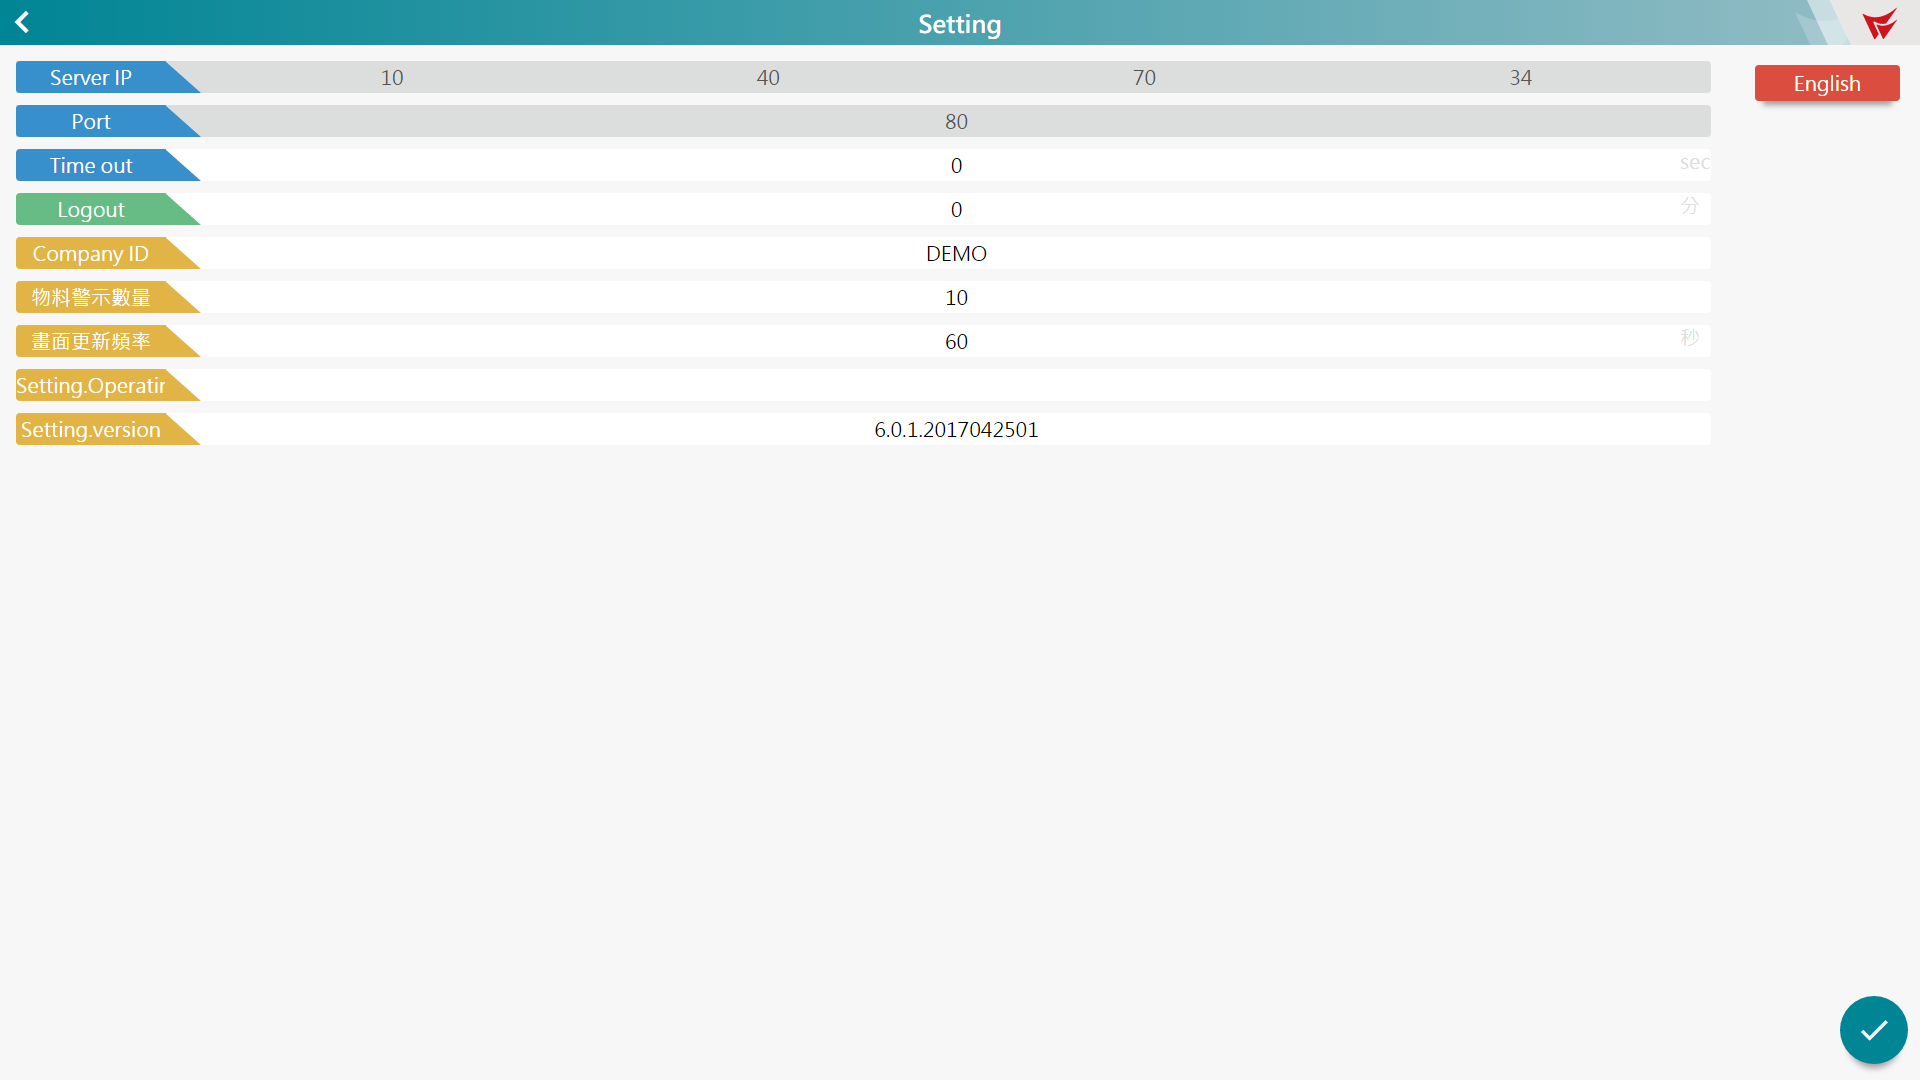 Setting
Server IP 10 40 70 34
English
Port 80
Time out 0 sec
Logout 0 分
Company ID DEMO
物料警示數量 10
畫面更新頻率 60 秒
Setting.Operatin
Setting.version 6.0.1.2017042501